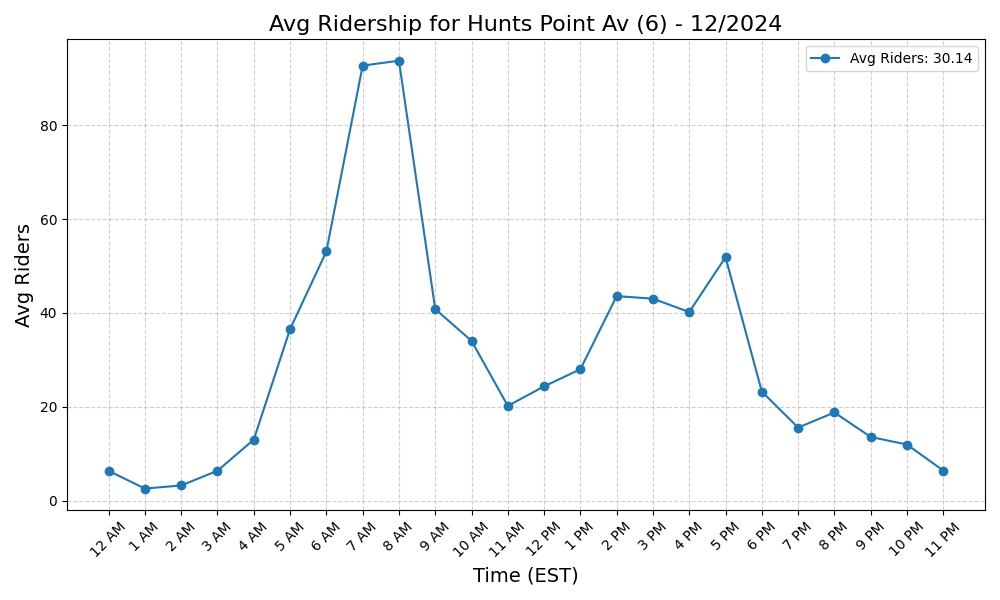 Avg Ridership for Hunts Point Av (6) - 12/2024
Avg Riders: 30.14
Avg Riders
80
60
40
20
0
12 AM
1 AM
2 AM
3 AM
4 AM
5 AM
6 AM
7 AM
8 AM
9 AM
10 AM
11 AM
12 PM
1 PM
2 PM
3 PM
4 PM
5 PM
6 PM
7 PM
8 PM
9 PM
10 PM
11 PM
Time (EST)